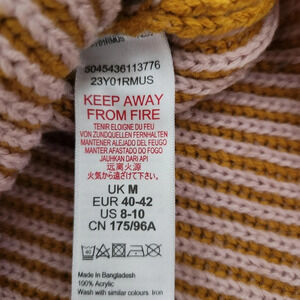 5045436113776
23Y01RMUS
KEEP AWAY
FROM FIRE
TENIR ELOIGNE DU FEU
VON ZUNDQUELLEN FERNHALTEN
MANTENER ALEJADO DEL FUEGO
MANTER AFASTADO DO FOGO
JAUHKAN DARI API
远离火源
火気から遠ざけて下さい。
UK M
EUR 40-42
US 8-10
CN 175/96A
Made in Bangladesh
100% Acrylic
Wash with similar colours. Iron